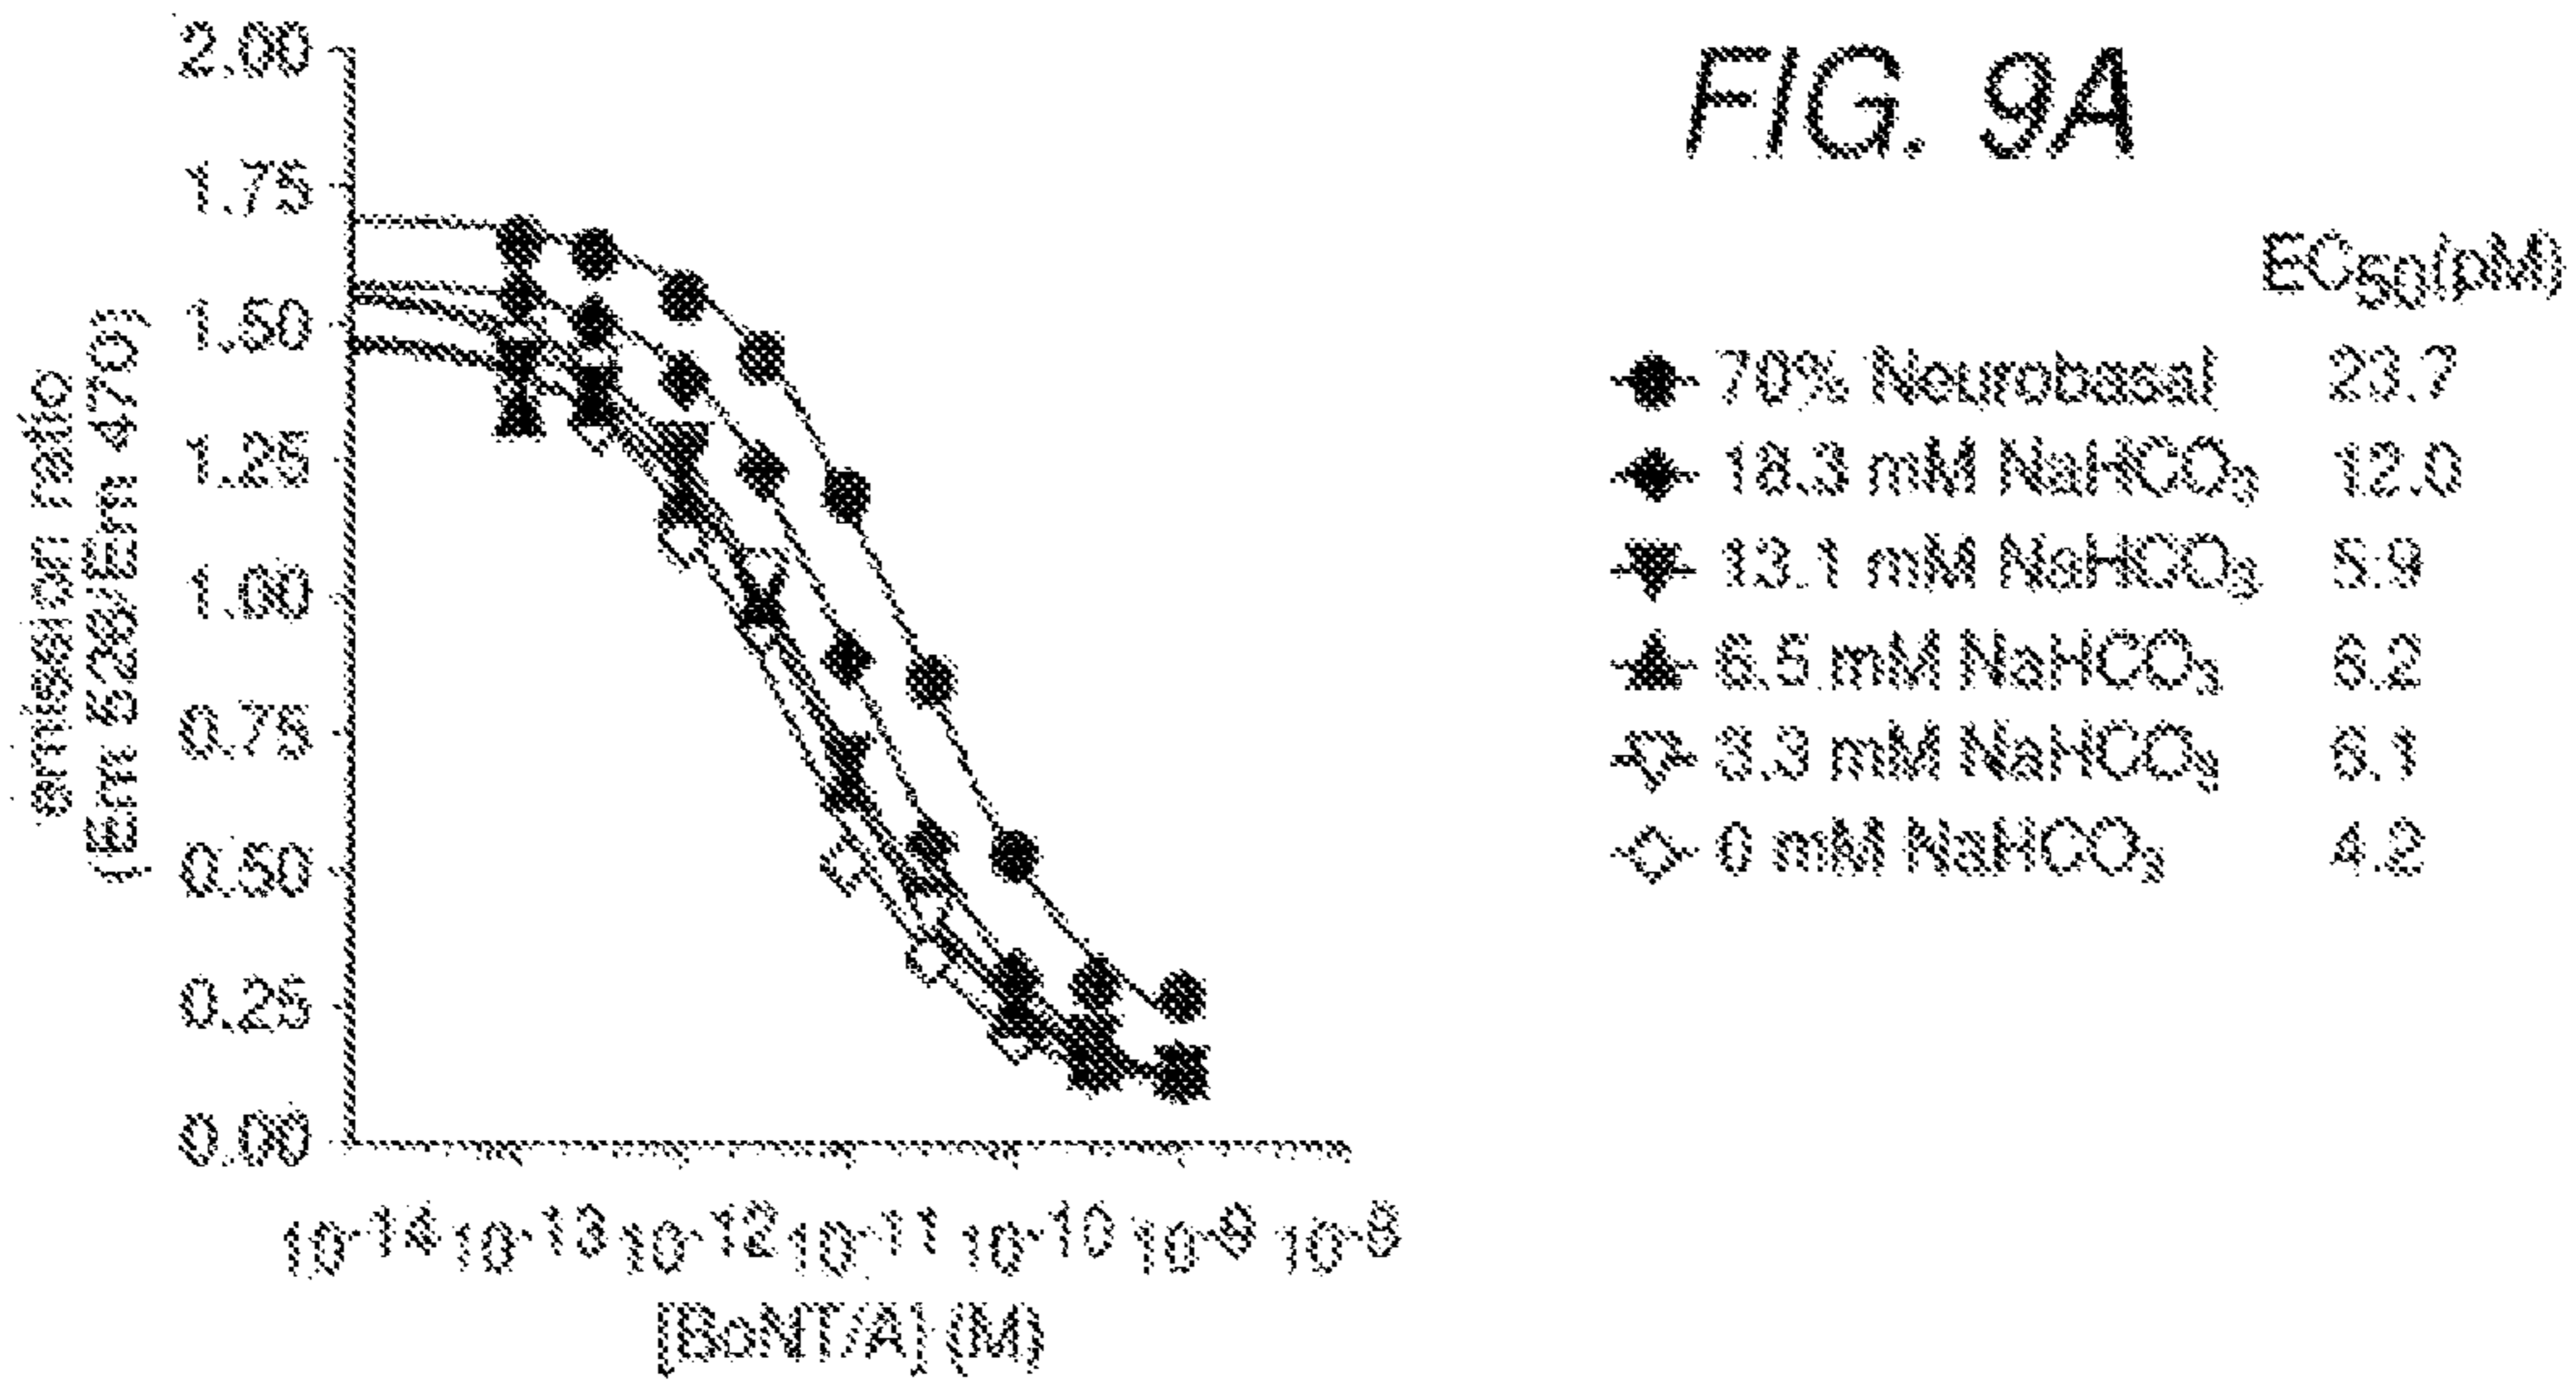 FIG. 9A
emission ratio
(Em 526/Em 470)
2.00
1.75
1.50
1.25
1.00
0.75
0.50
0.25
0.00
10-14 10-13 10-12 10-11 10-10 10-9 10-8
[BoNT/A] (M)
EC50(pM)
70% Neurobasal 23.7
18.3 mM NaHCO3 12.0
13.1 mM NaHCO3 5.9
6.5 mM NaHCO3 6.2
3.3 mM NaHCO3 6.1
0 mM NaHCO3 4.2